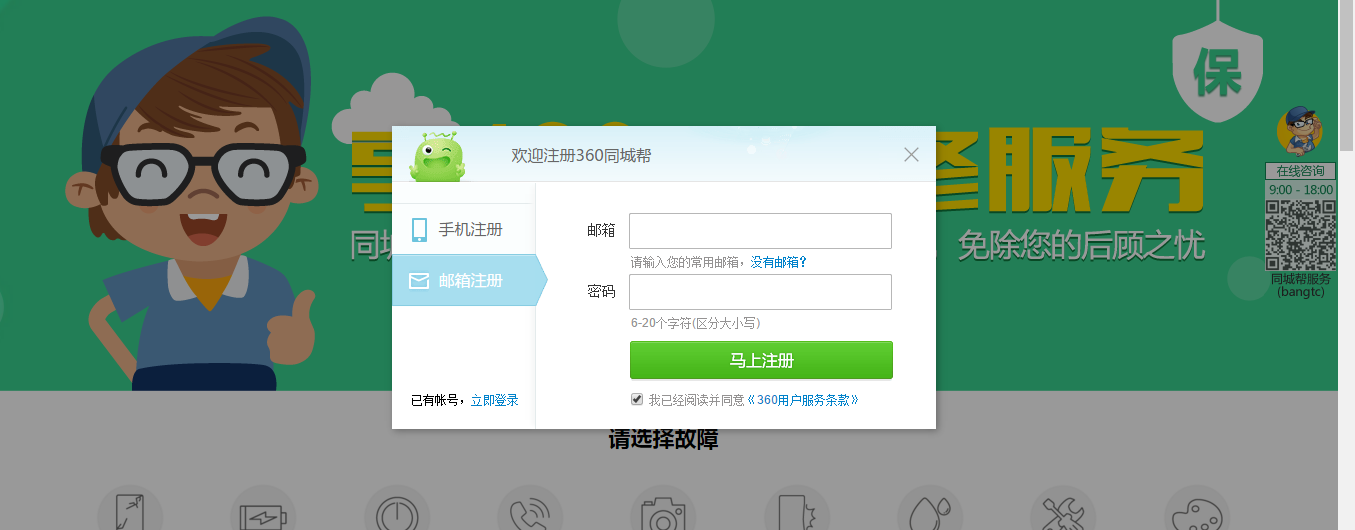 保
修服务
同城
免除您的后顾之忧
欢迎注册360同城帮
手机注册
邮箱注册
已有帐号，立即登录
邮箱
请输入您的常用邮箱，没有邮箱？
密码
6-20个字符(区分大小写)
马上注册
我已经阅读并同意《360用户服务条款》
在线咨询
9:00 - 18:00
同城帮服务
(bangtc)
请选择故障